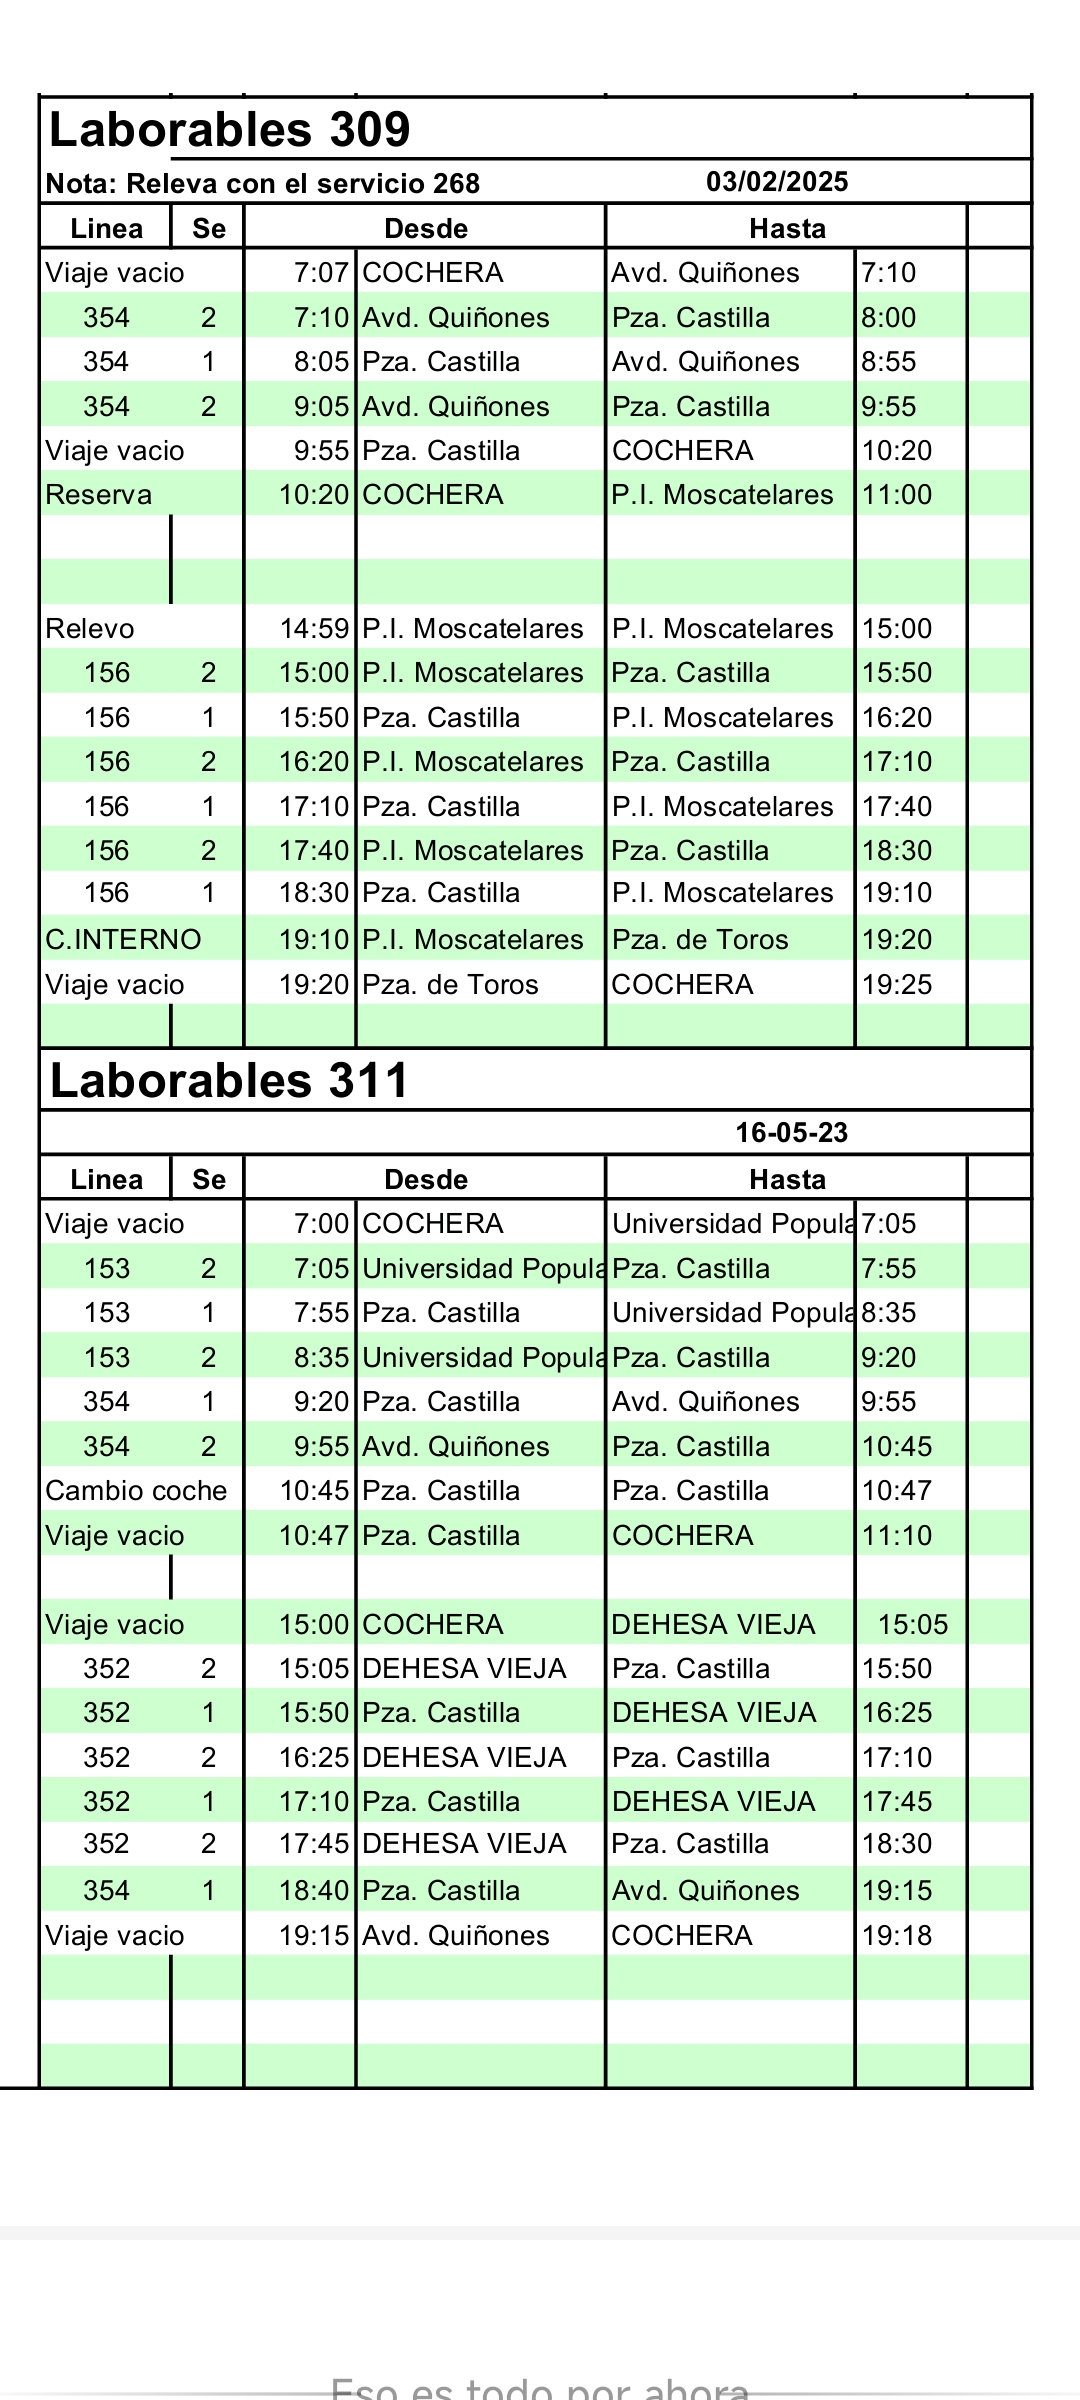 Laborables 309
Nota: Releva con el servicio 268 03/02/2025
Linea Se Desde Hasta
Viaje vacio 7:07 COCHERA Avd. Quiñones 7:10
354 2 7:10 Avd. Quiñones Pza. Castilla 8:00
354 1 8:05 Pza. Castilla Avd. Quiñones 8:55
354 2 9:05 Avd. Quiñones Pza. Castilla 9:55
Viaje vacio 9:55 Pza. Castilla COCHERA 10:20
Reserva 10:20 COCHERA P.I. Moscatelares 11:00
Relevo 14:59 P.I. Moscatelares P.I. Moscatelares 15:00
156 2 15:00 P.I. Moscatelares Pza. Castilla 15:50
156 1 15:50 Pza. Castilla P.I. Moscatelares 16:20
156 2 16:20 P.I. Moscatelares Pza. Castilla 17:10
156 1 17:10 Pza. Castilla P.I. Moscatelares 17:40
156 2 17:40 P.I. Moscatelares Pza. Castilla 18:30
156 1 18:30 Pza. Castilla P.I. Moscatelares 19:10
C.INTERNO 19:10 P.I. Moscatelares Pza. de Toros 19:20
Viaje vacio 19:20 Pza. de Toros COCHERA 19:25
Laborables 311
16-05-23
Linea Se Desde Hasta
Viaje vacio 7:00 COCHERA Universidad Popula 7:05
153 2 7:05 Universidad Popula Pza. Castilla 7:55
153 1 7:55 Pza. Castilla Universidad Popula 8:35
153 2 8:35 Universidad Popula Pza. Castilla 9:20
354 1 9:20 Pza. Castilla Avd. Quiñones 9:55
354 2 9:55 Avd. Quiñones Pza. Castilla 10:45
Cambio coche 10:45 Pza. Castilla Pza. Castilla 10:47
Viaje vacio 10:47 Pza. Castilla COCHERA 11:10
Viaje vacio 15:00 COCHERA DEHESA VIEJA 15:05
352 2 15:05 DEHESA VIEJA Pza. Castilla 15:50
352 1 15:50 Pza. Castilla DEHESA VIEJA 16:25
352 2 16:25 DEHESA VIEJA Pza. Castilla 17:10
352 1 17:10 Pza. Castilla DEHESA VIEJA 17:45
352 2 17:45 DEHESA VIEJA Pza. Castilla 18:30
354 1 18:40 Pza. Castilla Avd. Quiñones 19:15
Viaje vacio 19:15 Avd. Quiñones COCHERA 19:18
Eso es todo por ahora